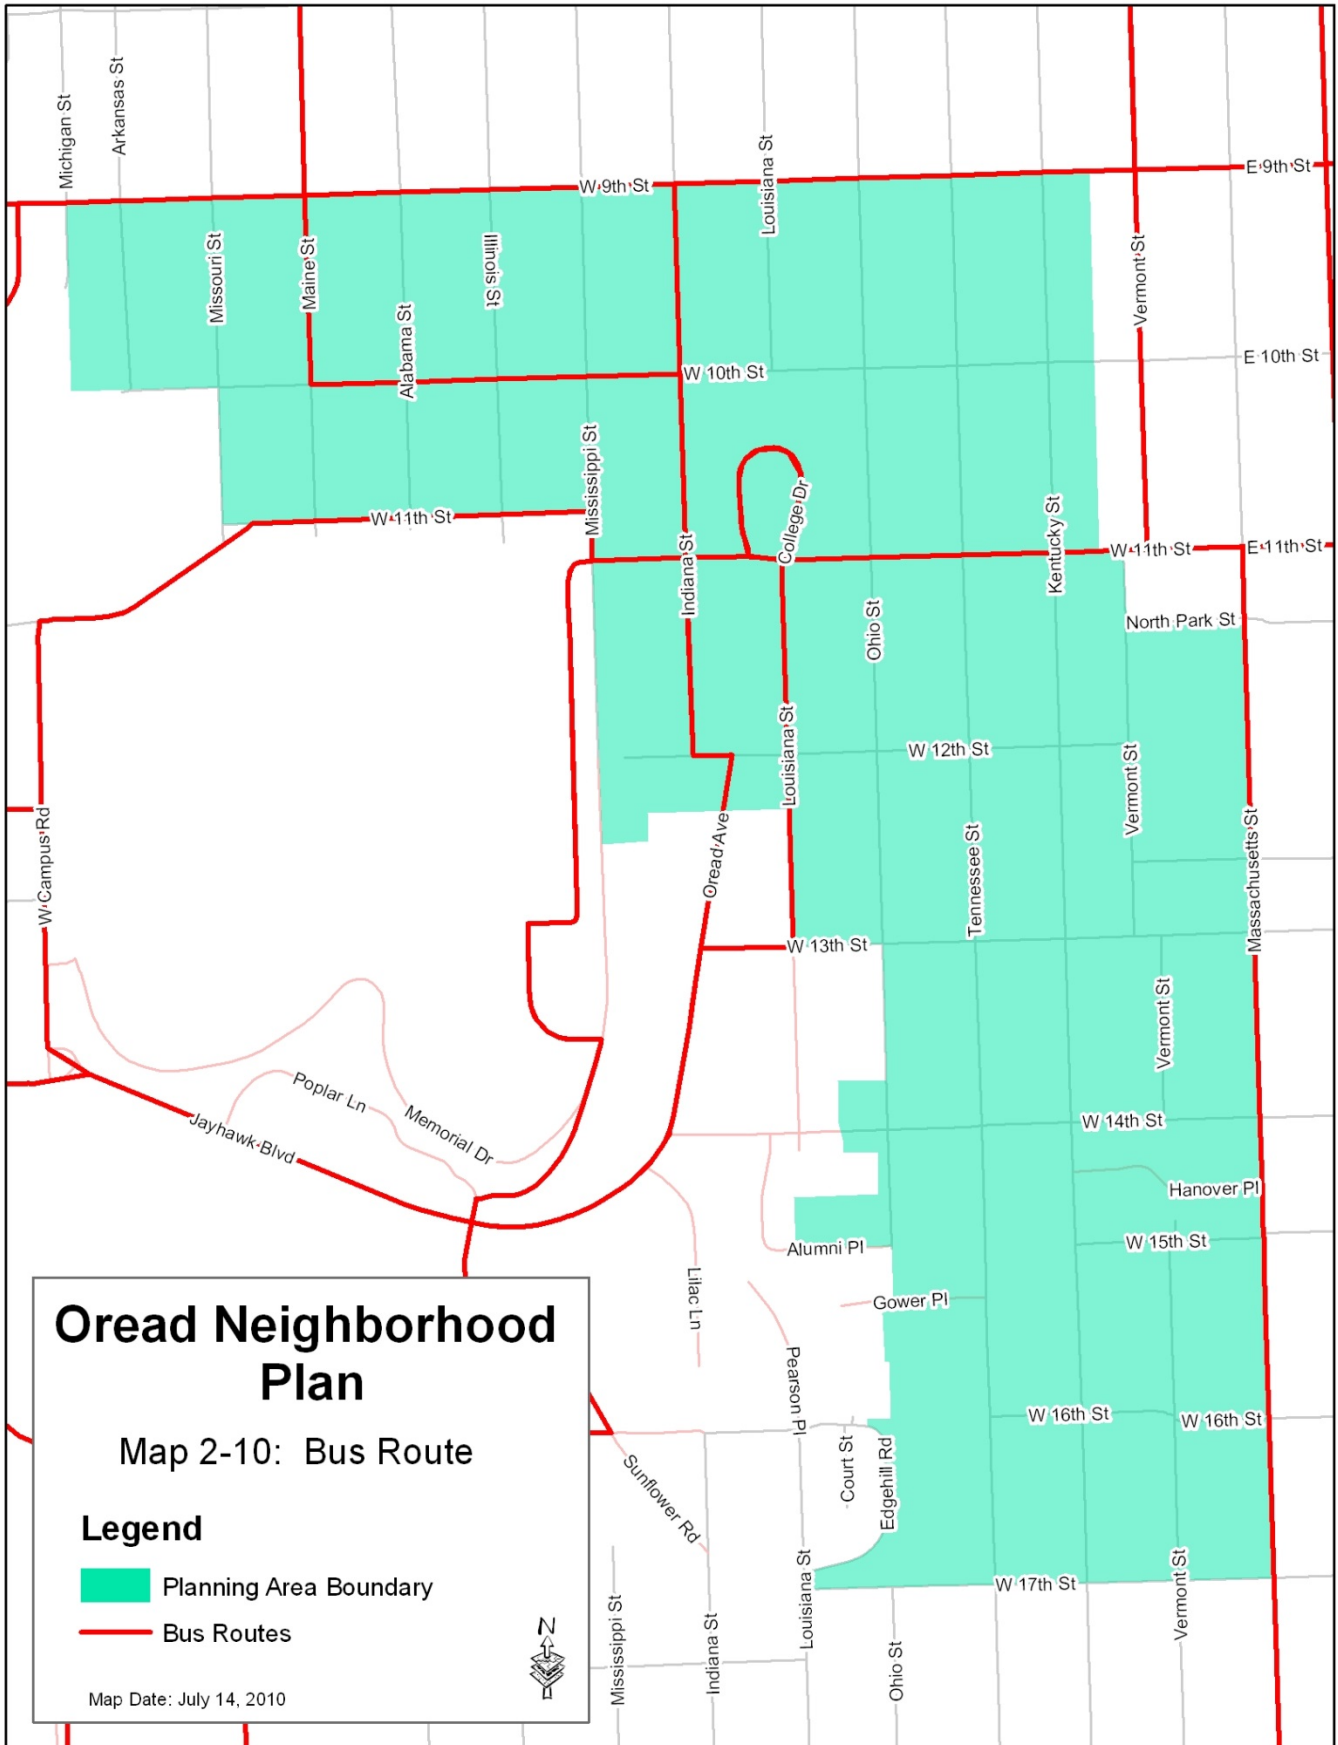 Michigan St
Arkansas St
Louisiana St
W 9th St
E 9th St
Missouri St
Maine St
Illinois St
Alabama St
Vermont St
W 10th St
E 10th St
Mississippi St
W 11th St
College Dr
Indiana St
Kentucky St
W 11th St
E 11th St
Ohio St
North Park St
Louisiana St
W 12th St
Vermont St
W Campus Rd
Oread Ave
Tennessee St
Massachusetts St
W 13th St
Vermont St
Poplar Ln
Memorial Dr
Jayhawk Blvd
W 14th St
Hanover Pl
Alumni Pl
W 15th St
Lilac Ln
Gower Pl
Pearson Pl
W 16th St
W 16th St
Court St
Edgehill Rd
Sunflower Rd
Louisiana St
W 17th St
Vermont St
Mississippi St
Indiana St
Ohio St
Oread Neighborhood
Plan
Map 2-10: Bus Route
Legend
Planning Area Boundary
Bus Routes
N
Map Date: July 14, 2010